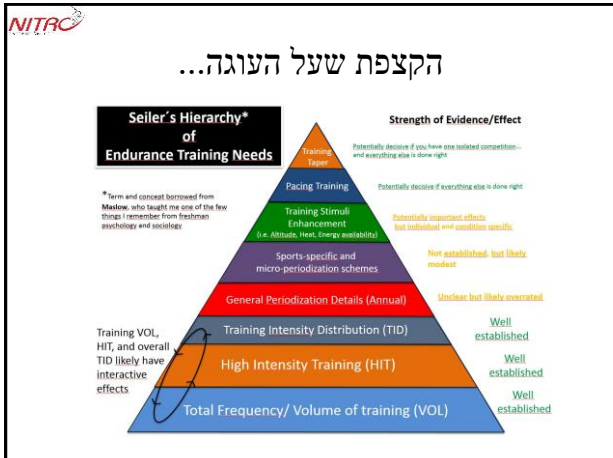 NITRO
הקצפת שעל העוגה...
Seiler´s Hierarchy*
of
Endurance Training Needs
Strength of Evidence/Effect
Training
Taper
Potentially decisive if you have one isolated competition...
and everything else is done right
Pacing Training
Potentially decisive if everything else is done right
*Term and concept borrowed from
Maslow, who taught me one of the few
things I remember from freshman
psychology and sociology
Training Stimuli
Enhancement
(i.e. Altitude, Heat, Energy availability)
Potentially important effects
but individual and condition specific
Sports-specific and
micro-periodization schemes
Not established, but likely
modest
General Periodization Details (Annual)
Unclear but likely overrated
Training Intensity Distribution (TID)
Well
established
Training VOL,
HIT, and overall
TID likely have
interactive
effects
High Intensity Training (HIT)
Well
established
Total Frequency/ Volume of training (VOL)
Well
established